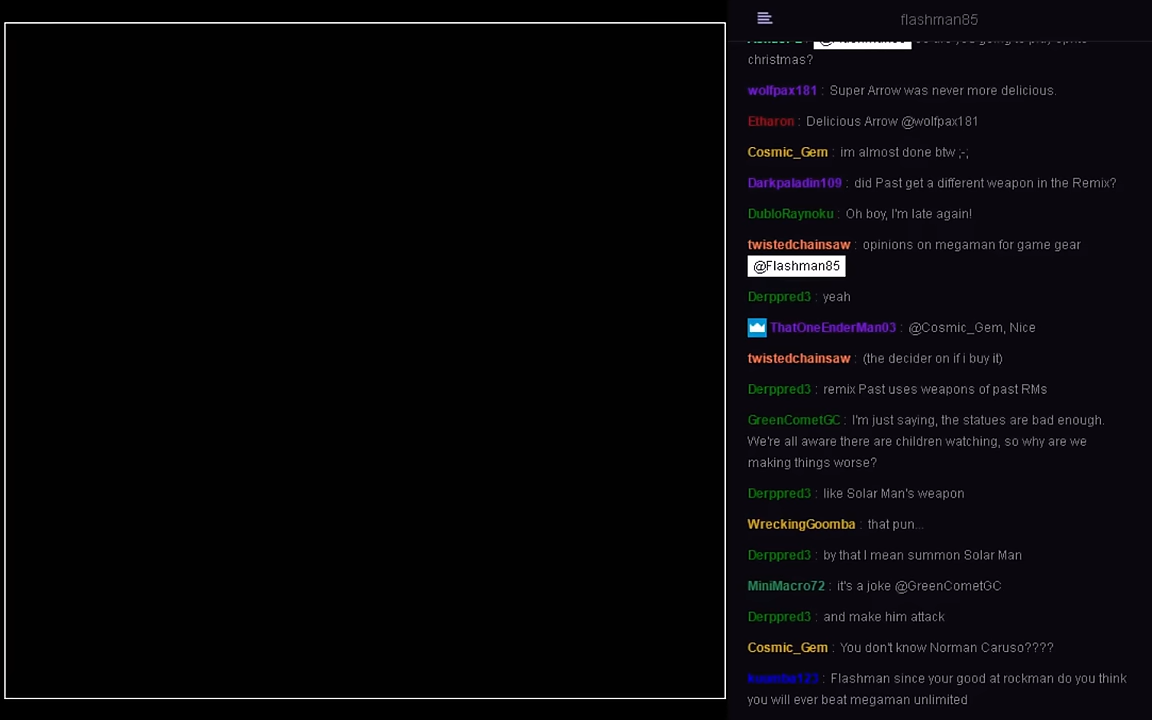 flashman85
christmas?
wolfpax181 : Super Arrow was never more delicious.
Etharon : Delicious Arrow @wolfpax181
Cosmic_Gem : im almost done btw ;-;
Darkpaladin109 : did Past get a different weapon in the Remix?
DubloRaynoku : Oh boy, I'm late again!
twistedchainsaw : opinions on megaman for game gear
@Flashman85
Derppred3 : yeah
ThatOneEnderMan03 : @Cosmic_Gem, Nice
twistedchainsaw : (the decider on if i buy it)
Derppred3 : remix Past uses weapons of past RMs
GreenCometGC : I'm just saying, the statues are bad enough.
We're all aware there are children watching, so why are we
making things worse?
Derppred3 : like Solar Man's weapon
WreckingGoomba : that pun...
Derppred3 : by that I mean summon Solar Man
MiniMacro72 : it's a joke @GreenCometGC
Derppred3 : and make him attack
Cosmic_Gem : You don't know Norman Caruso????
: Flashman since your good at rockman do you think
you will ever beat megaman unlimited